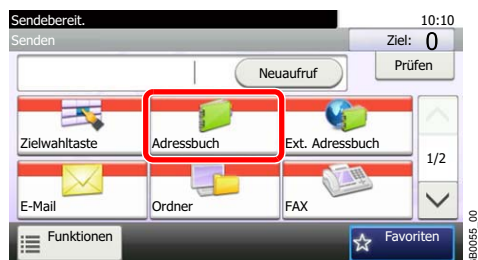 Sendebereit. 10:10
Senden Ziel: 0
Neuaufruf Prüfen
Zielwahltaste Adressbuch Ext. Adressbuch
1/2
E-Mail Ordner FAX
Funktionen Favoriten